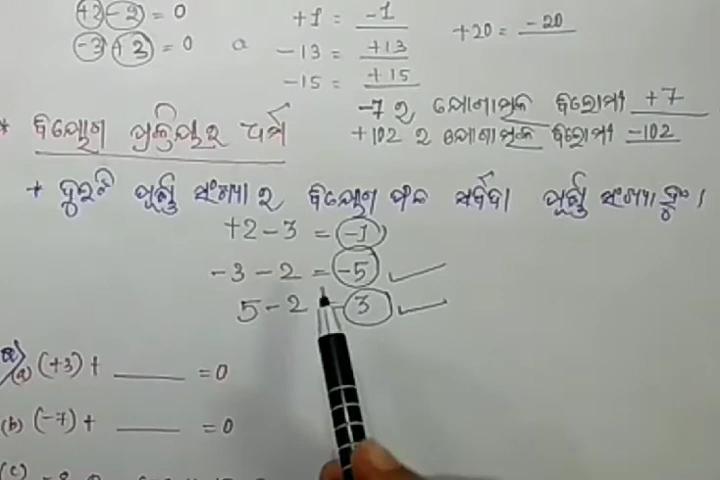 +2 - 2 = 0
-3 + 3 = 0
+1 = -1
+20 = -20
-13 = +13
-15 = +15
-7 ର ଯୋଗାତ୍ମକ ବିଲୋମୀ +7
+102 ର ଯୋଗାତ୍ମକ ବିଲୋମୀ -102
* ବିୟୋଗ ପ୍ରକ୍ରିୟାର ଧର୍ମ
* ଦୁଇଟି ପୂର୍ଣ୍ଣ ସଂଖ୍ୟା ର ବିୟୋଗ ଫଳ ସର୍ବଦା ପୂର୍ଣ୍ଣ ସଂଖ୍ୟା
+2 - 3 = -1
-3 - 2 = -5
5 - 2 = 3
(a) (+3) + ____ = 0
(b) (-7) + ____ = 0
(c)